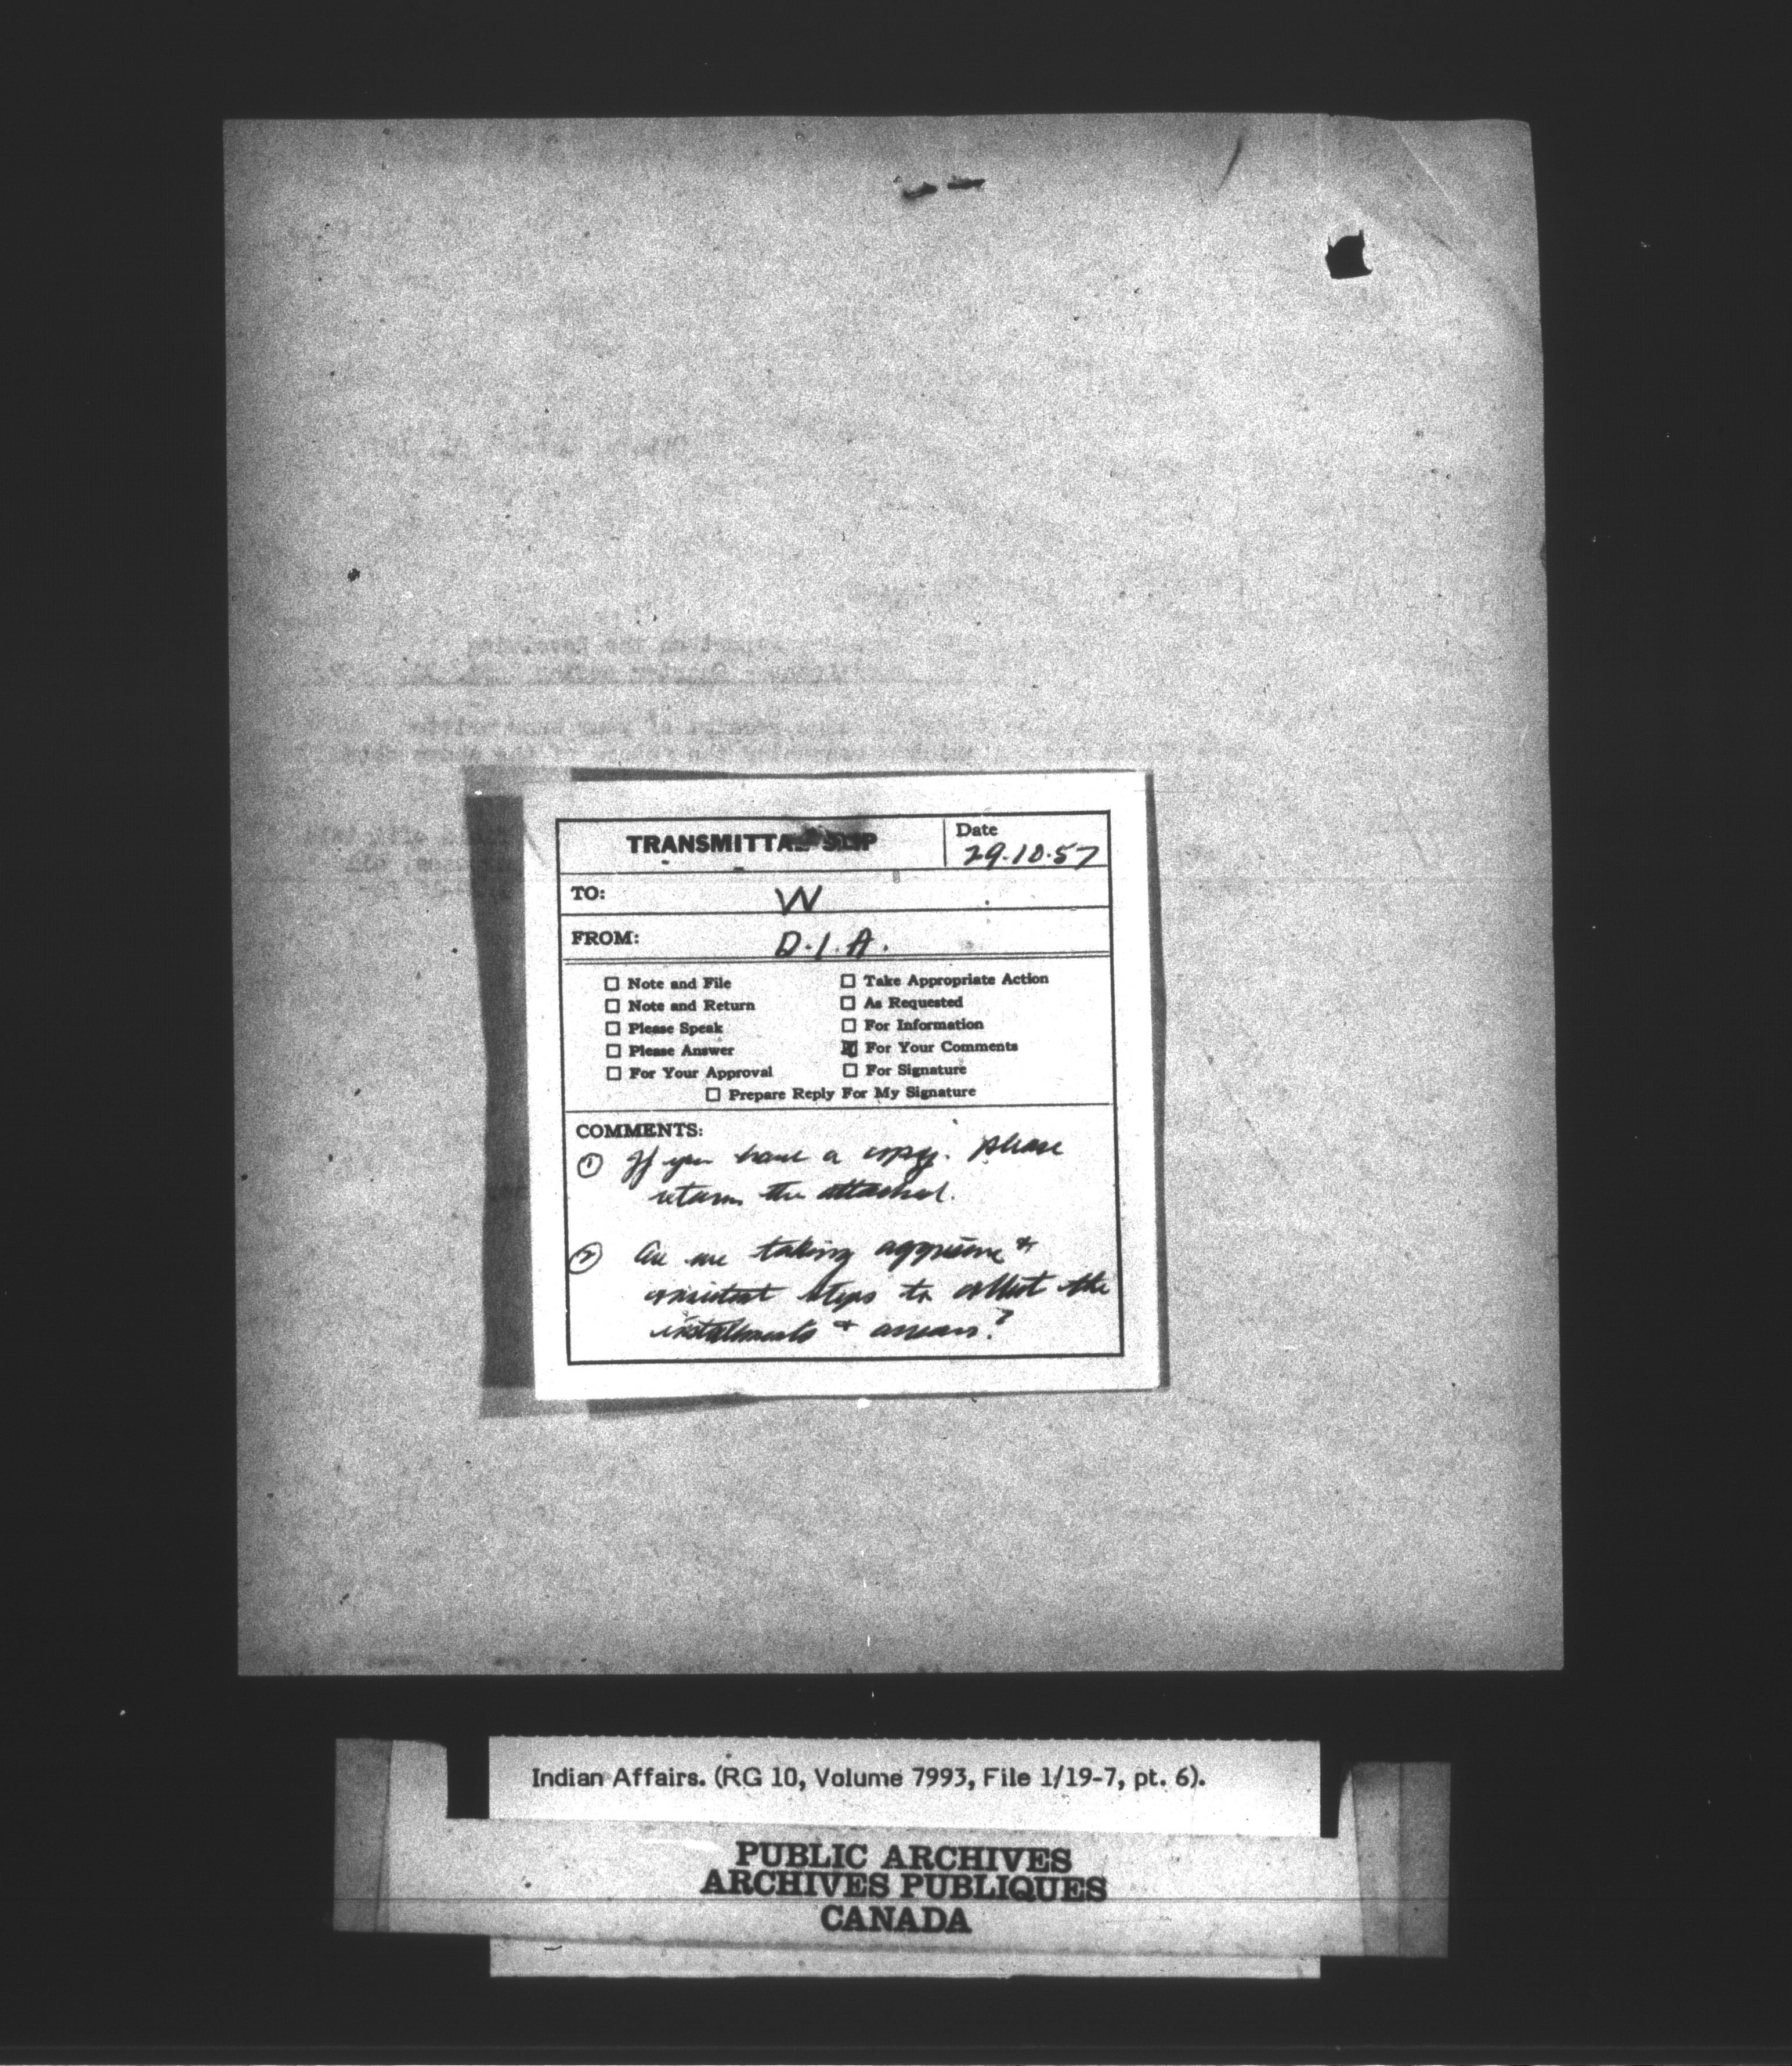 TRANSMITTAL SLIP
Date
29.10.57
TO: W
FROM: D.I.A.
☐ Note and File
☐ Note and Return
☐ Please Speak
☐ Please Answer
☐ For Your Approval
☐ Take Appropriate Action
☐ As Requested
☐ For Information
☑ For Your Comments
☐ For Signature
☐ Prepare Reply For My Signature
COMMENTS:
① If you have a copy. please
return the attached.
② Are we taking aggressive &
consistent steps to collect the
installments & arrears?
Indian Affairs. (RG 10, Volume 7993, File 1/19-7, pt. 6).
PUBLIC ARCHIVES
ARCHIVES PUBLIQUES
CANADA